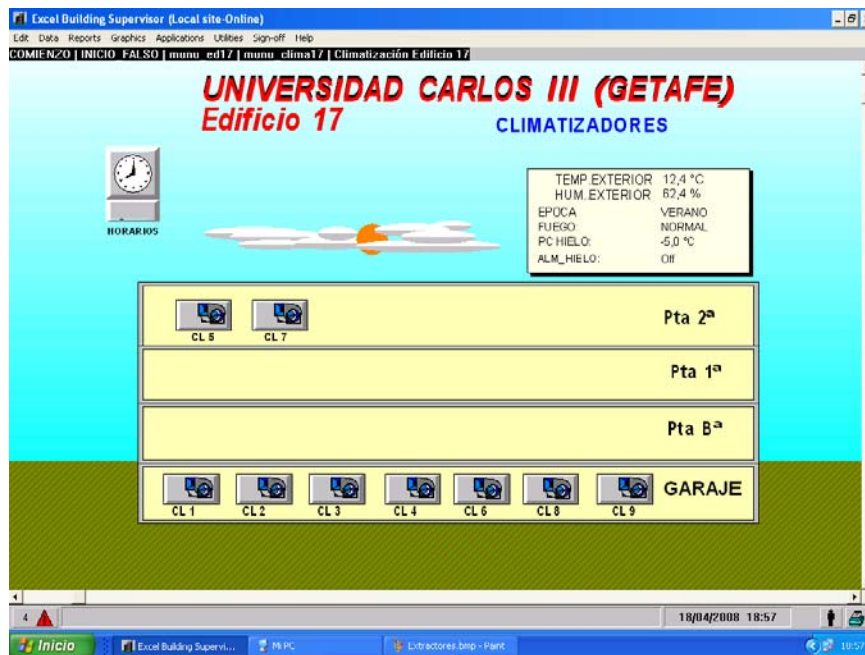 Excel Building Supervisor (Local site-Online)
Edit Data Reports Graphics Applications Utilities Sign-off Help
COMIENZO | INICIO_FALSO | munu_ed17 | munu_clima17 | Climatización Edificio 17
UNIVERSIDAD CARLOS III (GETAFE)
Edificio 17
CLIMATIZADORES
HORARIOS
TEMP.EXTERIOR 12,4 °C
HUM.EXTERIOR 62,4 %
EPOCA VERANO
FUEGO: NORMAL
PC HIELO: -5,0 °C
ALM_HIELO: Off
CL 5 CL 7 Pta 2ª
Pta 1ª
Pta Bª
CL 1 CL 2 CL 3 CL 4 CL 6 CL 8 CL 9 GARAJE
4 18/04/2008 18:57
Inicio Excel Building Supervi... Mi PC Extractores.bmp - Paint 10:57